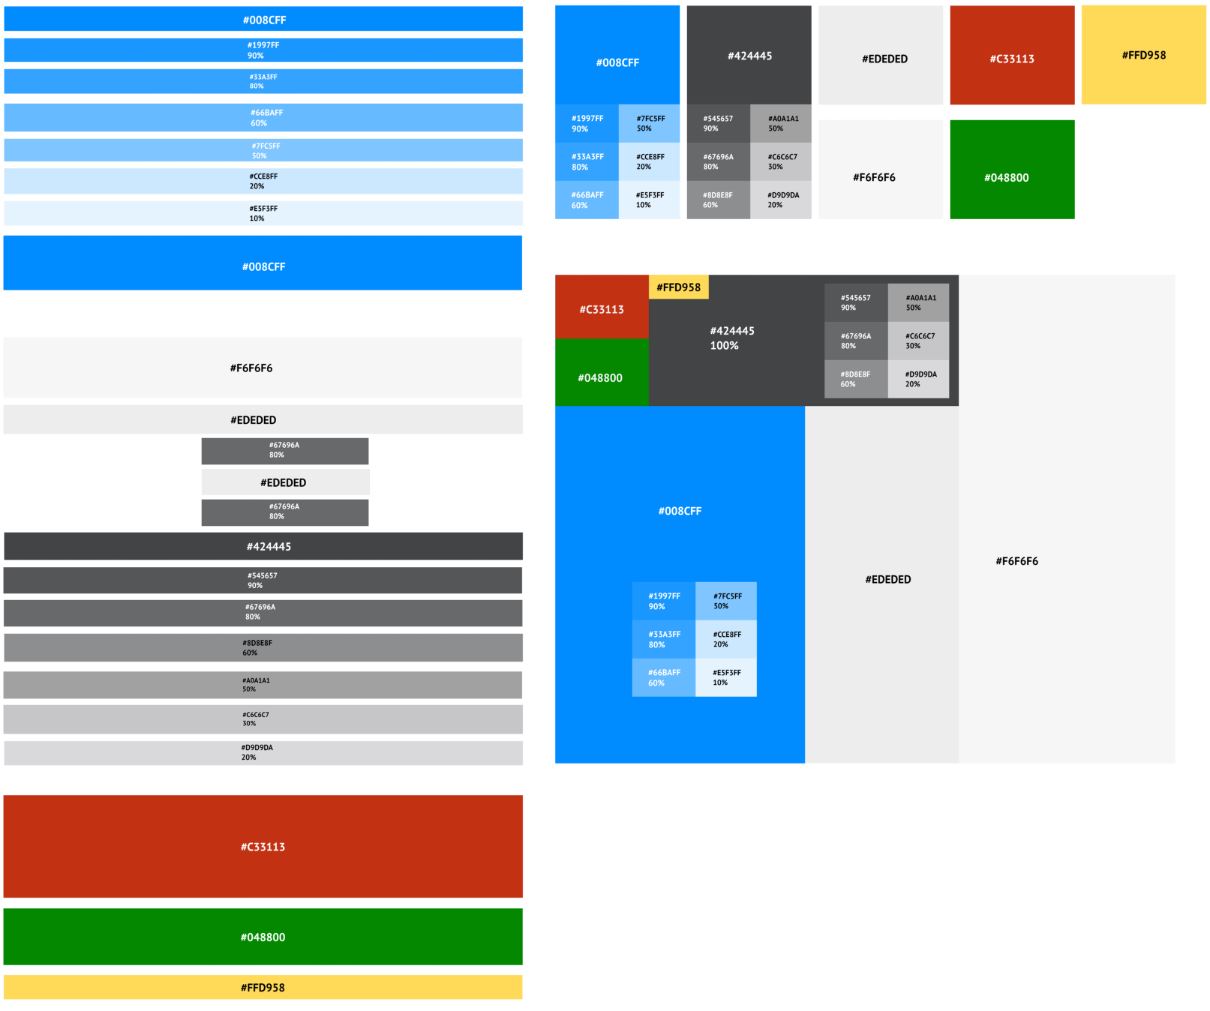 #008CFF
#1997FF
90%
#33A3FF
80%
#66BAFF
60%
#7FC5FF
50%
#CCE8FF
20%
#E5F3FF
10%
#008CFF
#F6F6F6
#EDEDED
#67696A
80%
#EDEDED
#67696A
80%
#424445
#545657
90%
#67696A
80%
#8D8E8F
60%
#A0A1A1
50%
#C6C6C7
30%
#D9D9DA
20%
#C33113
#048800
#FFD958
#008CFF
#1997FF
90%
#7FC5FF
50%
#33A3FF
80%
#CCE8FF
20%
#66BAFF
60%
#E5F3FF
10%
#424445
#545657
90%
#A0A1A1
50%
#67696A
80%
#C6C6C7
30%
#8D8E8F
60%
#D9D9DA
20%
#EDEDED
#F6F6F6
#C33113
#048800
#FFD958
#C33113
#FFD958
#048800
#424445
100%
#545657
90%
#A0A1A1
50%
#67696A
80%
#C6C6C7
30%
#8D8E8F
60%
#D9D9DA
20%
#008CFF
#1997FF
90%
#7FC5FF
50%
#33A3FF
80%
#CCE8FF
20%
#66BAFF
60%
#E5F3FF
10%
#EDEDED
#F6F6F6